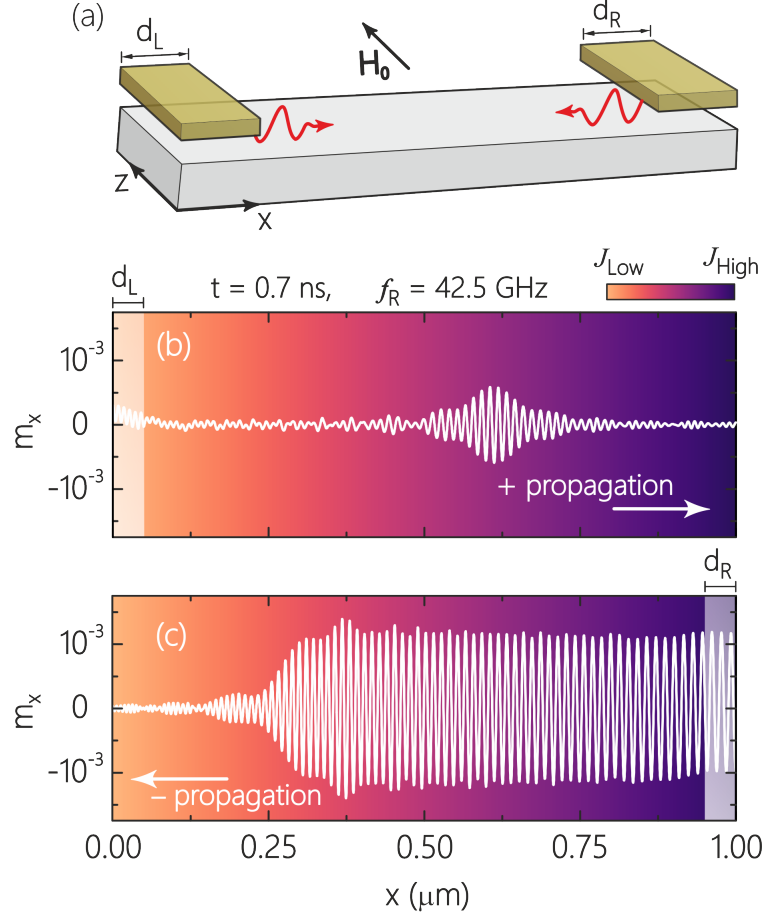 (a)
d_L
d_R
H_0
z
x
d_L
t = 0.7 ns, f_R = 42.5 GHz
J_Low J_High
(b)
10^-3
0
-10^-3
m_x
+ propagation
d_R
(c)
10^-3
0
-10^-3
m_x
– propagation
0.00 0.25 0.50 0.75 1.00
x (μm)